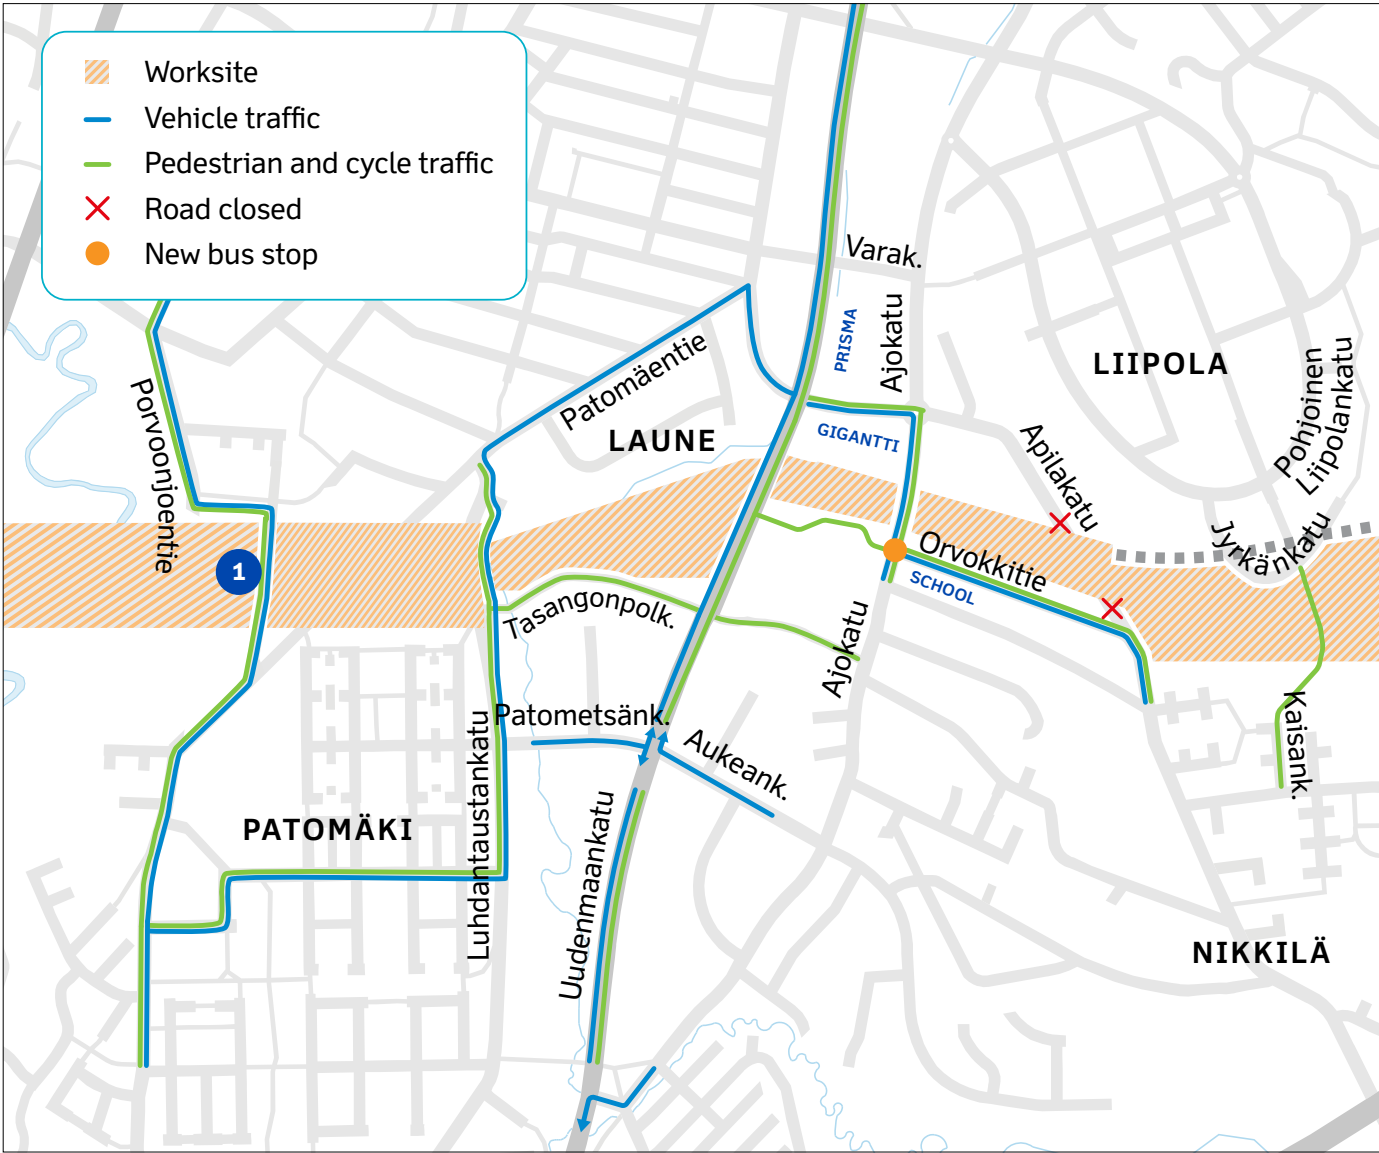 Worksite
Vehicle traffic
Pedestrian and cycle traffic
Road closed
New bus stop
Varak.
PRISMA
Ajokatu
Patomäentie
LIIPOLA
Pohjoinen
Liipolankatu
Porvoonjoentie
LAUNE
GIGANTTI
Apilakatu
Jyrkänkatu
1
Orvokkitie
SCHOOL
Tasangonpolk.
Ajokatu
Patometsänk.
Aukeank.
Kaisank.
Luhdantaustankatu
PATOMÄKI
Uudenmaankatu
NIKKILÄ